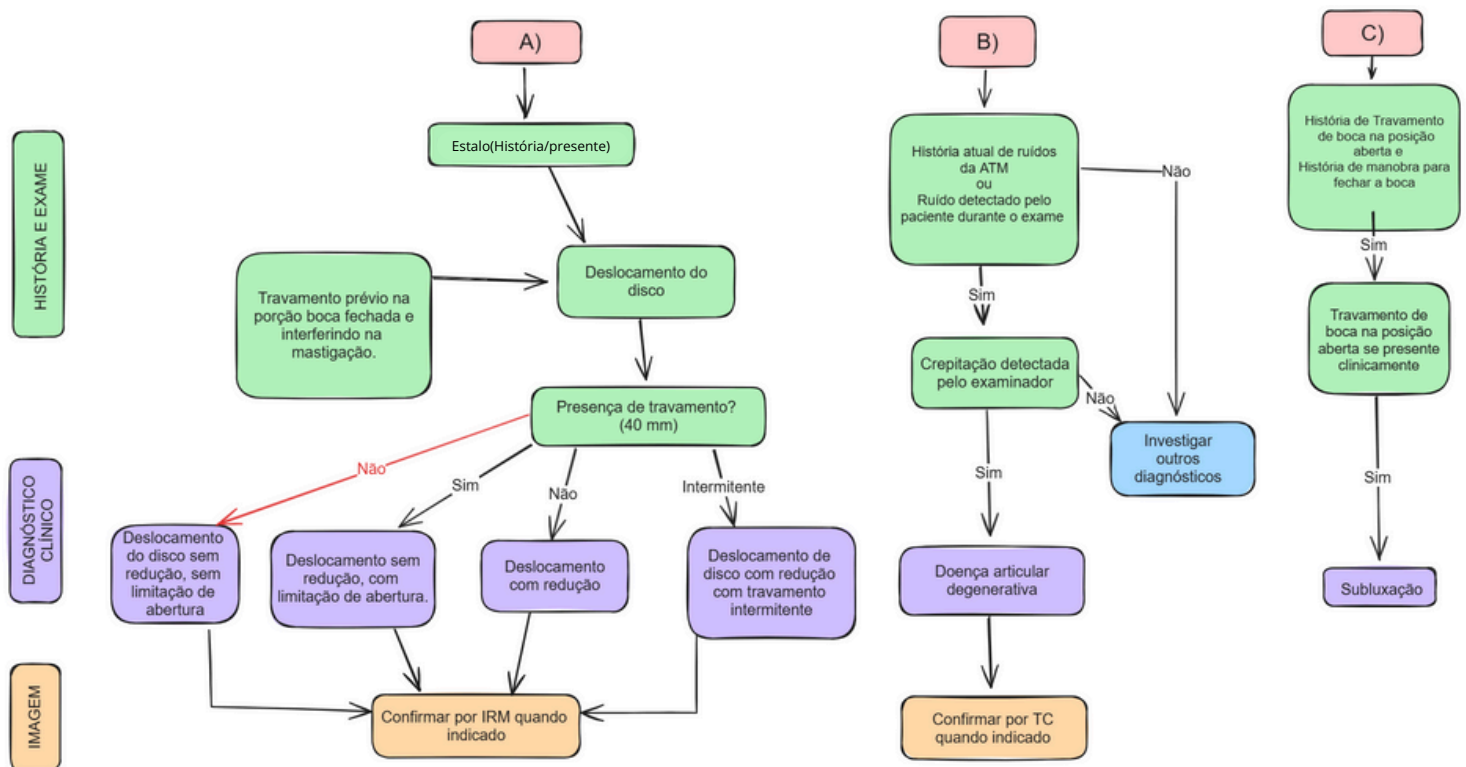 A)
Estalo(História/presente)
Deslocamento do
disco
Travamento prévio na
porção boca fechada e
interferindo na
mastigação.
Presença de travamento?
(40 mm)
Não
Sim
Não
Intermitente
Deslocamento
do disco sem
redução, sem
limitação de
abertura
Deslocamento sem
redução, com
limitação de abertura.
Deslocamento
com redução
Deslocamento de
disco com redução
com travamento
intermitente
Confirmar por IRM quando
indicado
B)
História atual de ruídos
da ATM
ou
Ruído detectado pelo
paciente durante o exame
Não
Sim
Crepitação detectada
pelo examinador
Não
Investigar
outros
diagnósticos
Sim
Doença articular
degenerativa
Confirmar por TC
quando indicado
C)
História de Travamento
de boca na posição
aberta e
História de manobra para
fechar a boca
Sim
Travamento de
boca na posição
aberta se presente
clinicamente
Sim
Subluxação
HISTÓRIA E EXAME
DIAGNÓSTICO
CLÍNICO
IMAGEM